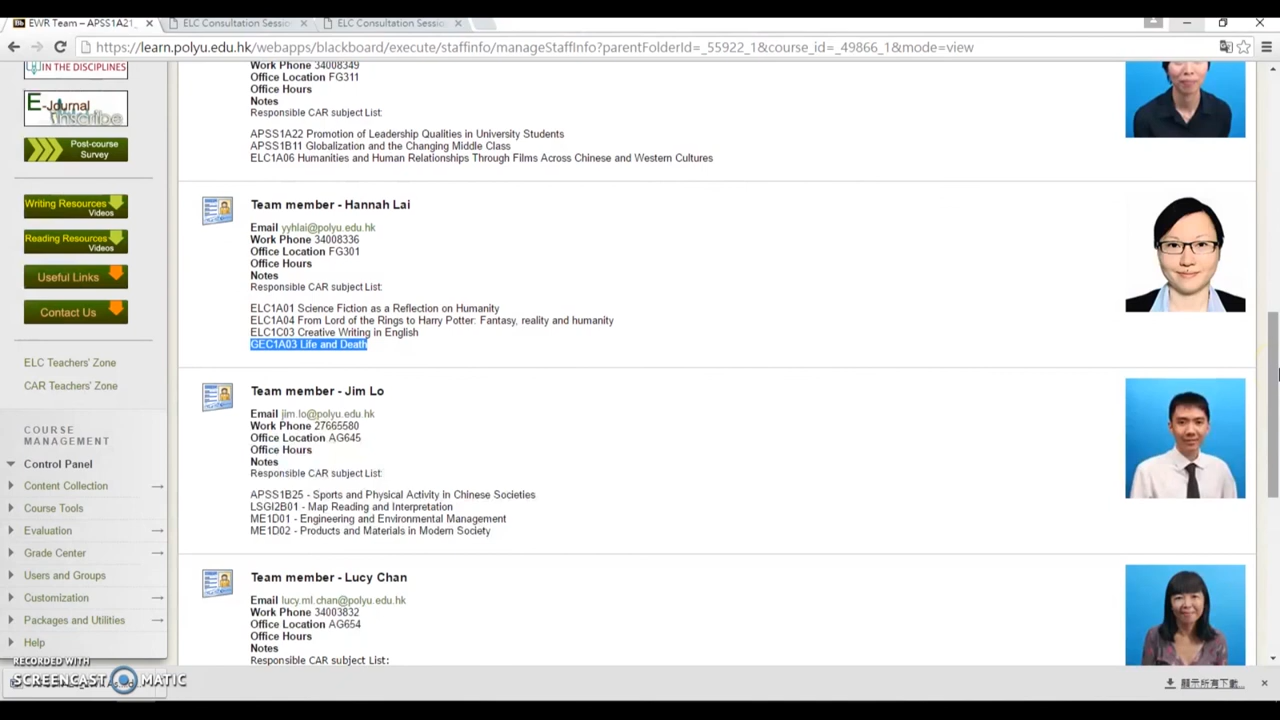 EWR Team – APSS1A21_
ELC Consultation Sessio
ELC Consultation Sessio
https://learn.polyu.edu.hk/webapps/blackboard/execute/staffinfo/manageStaffInfo?parentFolderId=_55922_1&course_id=_49866_1&mode=view
IN THE DISCIPLINES
E-Journal
Inscribe
Post-course
Survey
Writing Resources
Videos
Reading Resources
Videos
Useful Links
Contact Us
ELC Teachers' Zone
CAR Teachers' Zone
COURSE
MANAGEMENT
Control Panel
Content Collection
Course Tools
Evaluation
Grade Center
Users and Groups
Customization
Packages and Utilities
Help
Work Phone 34008349
Office Location FG311
Office Hours
Notes
Responsible CAR subject List:
APSS1A22 Promotion of Leadership Qualities in University Students
APSS1B11 Globalization and the Changing Middle Class
ELC1A06 Humanities and Human Relationships Through Films Across Chinese and Western Cultures
Team member - Hannah Lai
Email yyhlai@polyu.edu.hk
Work Phone 34008336
Office Location FG301
Office Hours
Notes
Responsible CAR subject List:
ELC1A01 Science Fiction as a Reflection on Humanity
ELC1A04 From Lord of the Rings to Harry Potter: Fantasy, reality and humanity
ELC1C03 Creative Writing in English
GEC1A03 Life and Death
Team member - Jim Lo
Email jim.lo@polyu.edu.hk
Work Phone 27665580
Office Location AG645
Office Hours
Notes
Responsible CAR subject List:
APSS1B25 - Sports and Physical Activity in Chinese Societies
LSGI2B01 - Map Reading and Interpretation
ME1D01 - Engineering and Environmental Management
ME1D02 - Products and Materials in Modern Society
Team member - Lucy Chan
Email lucy.ml.chan@polyu.edu.hk
Work Phone 34003832
Office Location AG654
Office Hours
Notes
Responsible CAR subject List:
RECORDED WITH
SCREENCAST MATIC
顯示所有下載...